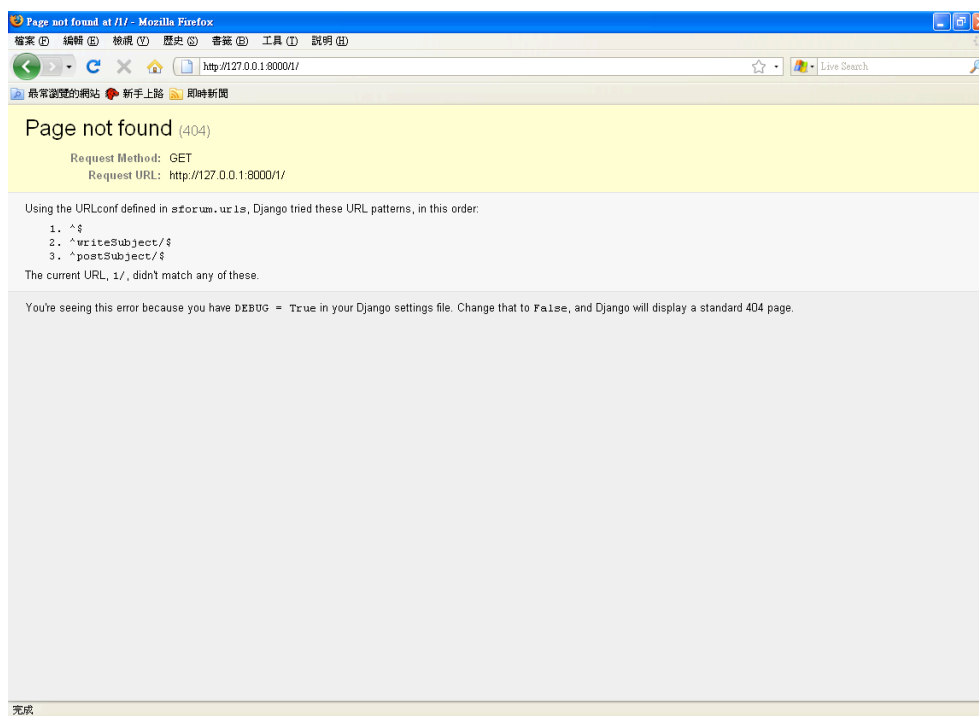 Page not found at /1/ - Mozilla Firefox
檔案(F) 編輯(E) 檢視(V) 歷史(S) 書籤(B) 工具(T) 說明(H)
http://127.0.0.1:8000/1/ Live Search
最常瀏覽的網站 新手上路 即時新聞
Page not found (404)
Request Method: GET
Request URL: http://127.0.0.1:8000/1/
Using the URLconf defined in sforum.urls, Django tried these URL patterns, in this order:
1. ^$
2. ^writeSubject/$
3. ^postSubject/$
The current URL, 1/, didn't match any of these.
You're seeing this error because you have DEBUG = True in your Django settings file. Change that to False, and Django will display a standard 404 page.
完成